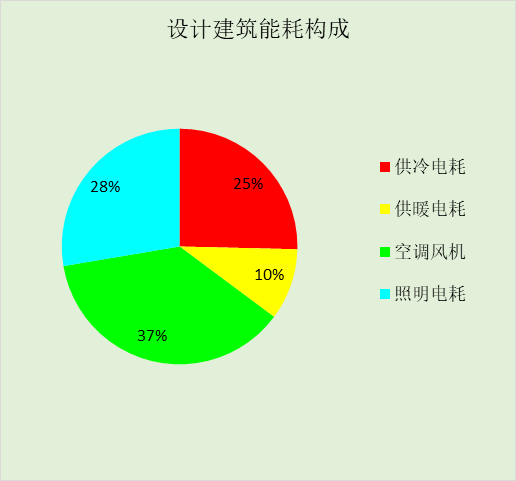 设计建筑能耗构成
28%
25%
10%
37%
供冷电耗
供暖电耗
空调风机
照明电耗